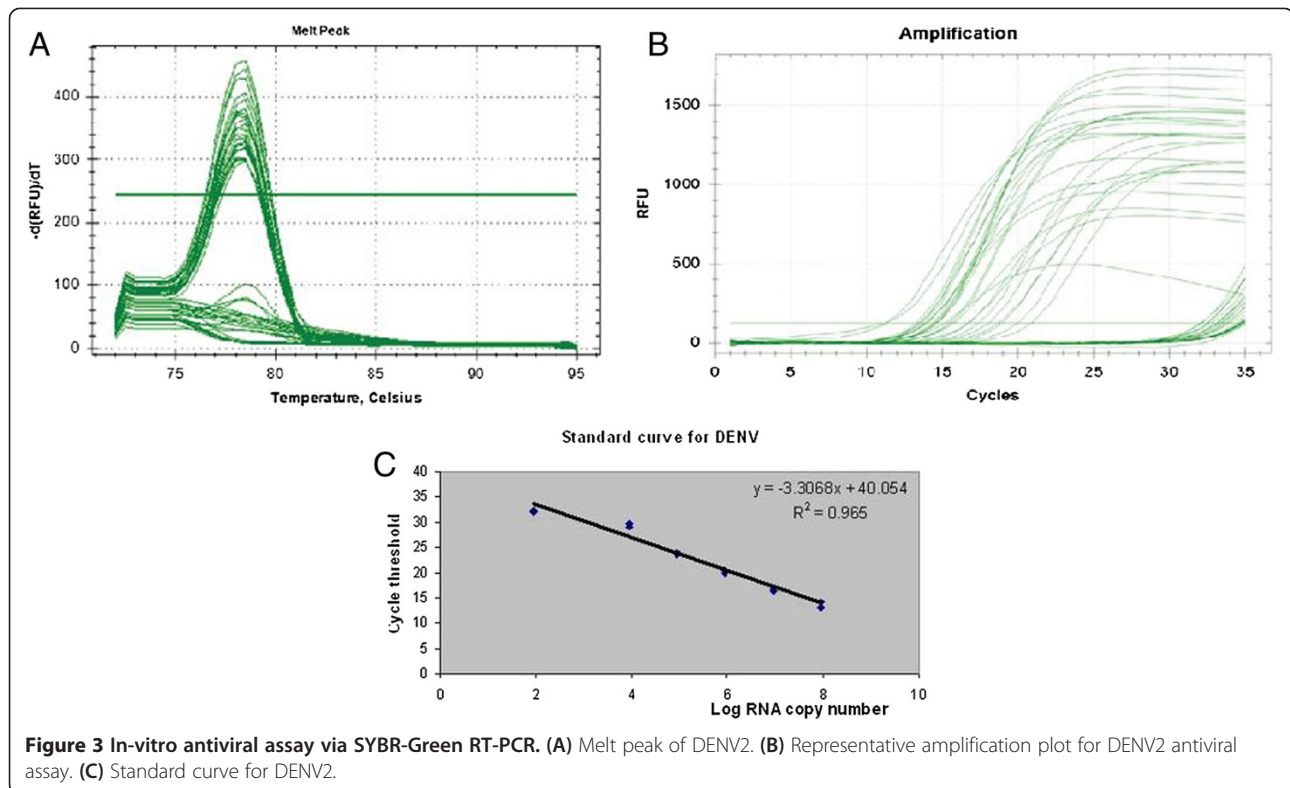 A
Melt Peak
-d(RFU)/dT
400
300
200
100
0
75
80
85
90
95
Temperature, Celsius
B
Amplification
RFU
1500
1000
500
0
0
5
10
15
20
25
30
35
Cycles
Standard curve for DENV
C
Cycle threshold
40
35
30
25
20
15
10
5
0
y = -3.3068x + 40.054
R² = 0.965
0
2
4
6
8
10
Log RNA copy number
Figure 3 In-vitro antiviral assay via SYBR-Green RT-PCR. (A) Melt peak of DENV2. (B) Representative amplification plot for DENV2 antiviral
assay. (C) Standard curve for DENV2.